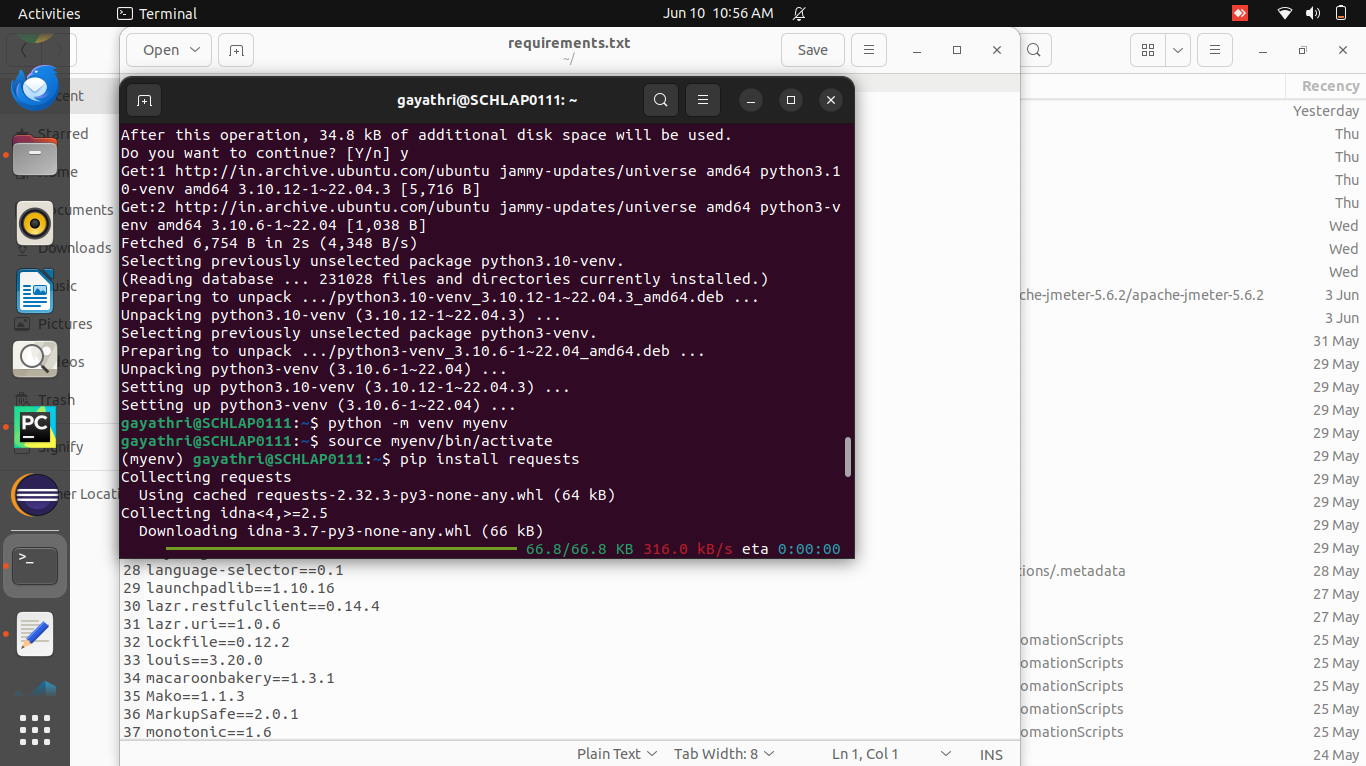 Activities
Terminal
Jun 10 10:56 AM
Open
requirements.txt
~/
Save
Recency
gayathri@SCHLAP0111: ~
After this operation, 34.8 kB of additional disk space will be used.
Do you want to continue? [Y/n] y
Get:1 http://in.archive.ubuntu.com/ubuntu jammy-updates/universe amd64 python3.1
0-venv amd64 3.10.12-1~22.04.3 [5,716 B]
Get:2 http://in.archive.ubuntu.com/ubuntu jammy-updates/universe amd64 python3-v
env amd64 3.10.6-1~22.04 [1,038 B]
Fetched 6,754 B in 2s (4,348 B/s)
Selecting previously unselected package python3.10-venv.
(Reading database ... 231028 files and directories currently installed.)
Preparing to unpack .../python3.10-venv_3.10.12-1~22.04.3_amd64.deb ...
Unpacking python3.10-venv (3.10.12-1~22.04.3) ...
Selecting previously unselected package python3-venv.
Preparing to unpack .../python3-venv_3.10.6-1~22.04_amd64.deb ...
Unpacking python3-venv (3.10.6-1~22.04) ...
Setting up python3.10-venv (3.10.12-1~22.04.3) ...
Setting up python3-venv (3.10.6-1~22.04) ...
gayathri@SCHLAP0111:~$ python -m venv myenv
gayathri@SCHLAP0111:~$ source myenv/bin/activate
(myenv) gayathri@SCHLAP0111:~$ pip install requests
Collecting requests
Using cached requests-2.32.3-py3-none-any.whl (64 kB)
Collecting idna<4,>=2.5
Downloading idna-3.7-py3-none-any.whl (66 kB)
66.8/66.8 KB 316.0 kB/s eta 0:00:00
28 language-selector==0.1
29 launchpadlib==1.10.16
30 lazr.restfulclient==0.14.4
31 lazr.uri==1.0.6
32 lockfile==0.12.2
33 louis==3.20.0
34 macaroonbakery==1.3.1
35 Mako==1.1.3
36 MarkupSafe==2.0.1
37 monotonic==1.6
Plain Text
Tab Width: 8
Ln 1, Col 1
INS
cent
Starred
ome
cuments
Downloads
usic
Pictures
eos
Trash
PC
ignify
er Locati
>_
Yesterday
Thu
Thu
Thu
Thu
Wed
Wed
Wed
che-jmeter-5.6.2/apache-jmeter-5.6.2 3 Jun
3 Jun
31 May
29 May
29 May
29 May
29 May
29 May
29 May
29 May
29 May
29 May
ions/.metadata 28 May
27 May
27 May
omationScripts 25 May
omationScripts 25 May
omationScripts 25 May
omationScripts 25 May
omationScripts 25 May
24 May